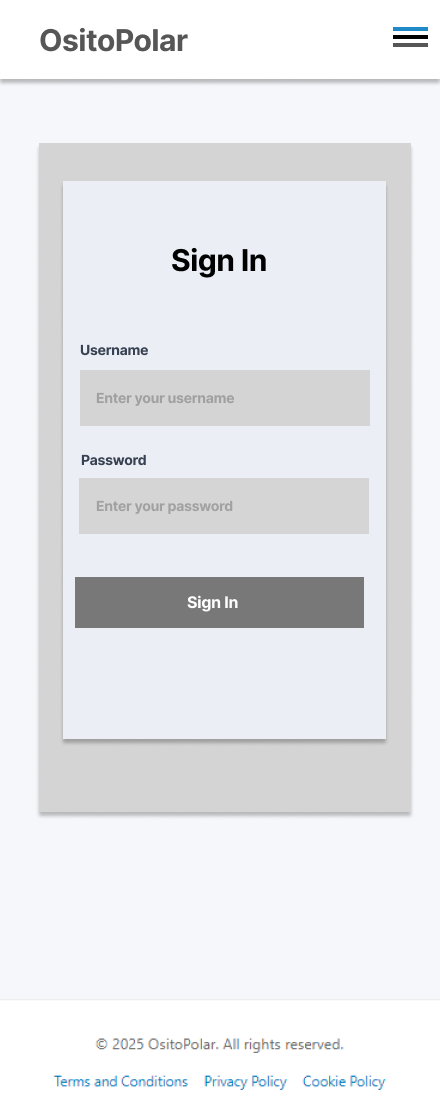 OsitoPolar
Sign In
Username
Enter your username
Password
Enter your password
Sign In
© 2025 OsitoPolar. All rights reserved.
Terms and Conditions Privacy Policy Cookie Policy